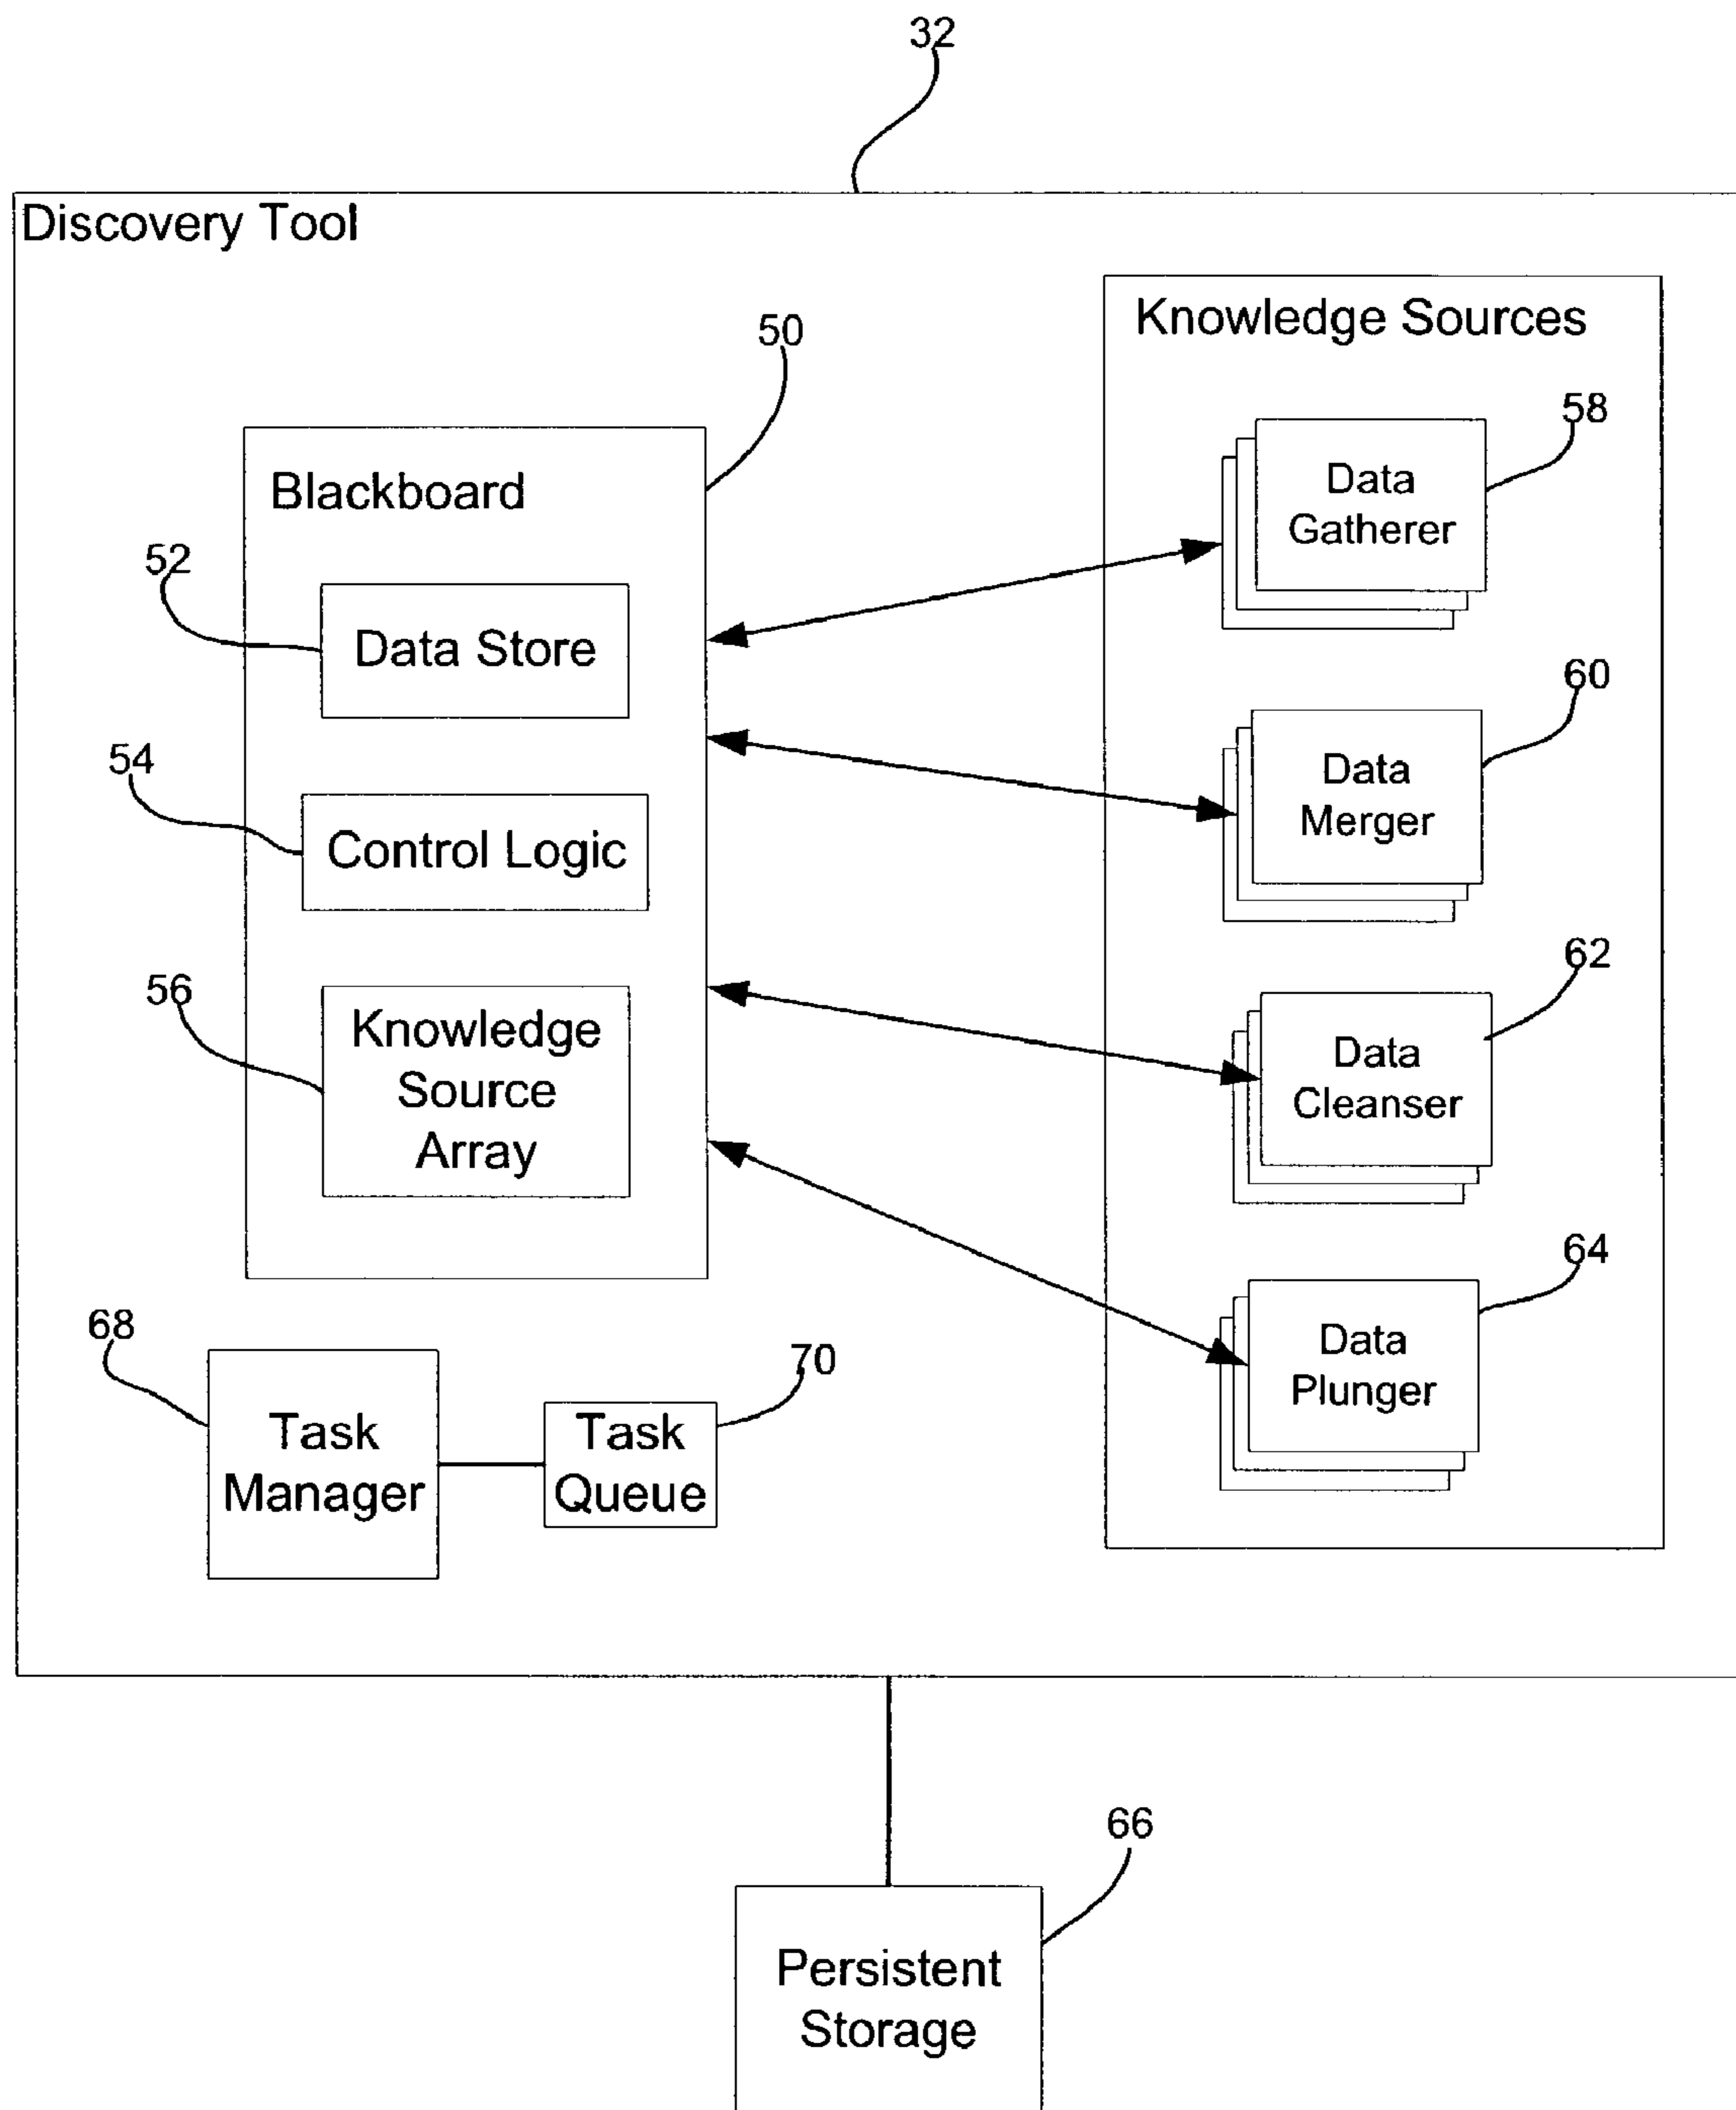 32
Discovery Tool
Knowledge Sources
50
Blackboard
52
Data Store
54
Control Logic
56
Knowledge
Source
Array
58
Data
Gatherer
60
Data
Merger
62
Data
Cleanser
64
Data
Plunger
68
Task
Manager
70
Task
Queue
66
Persistent
Storage